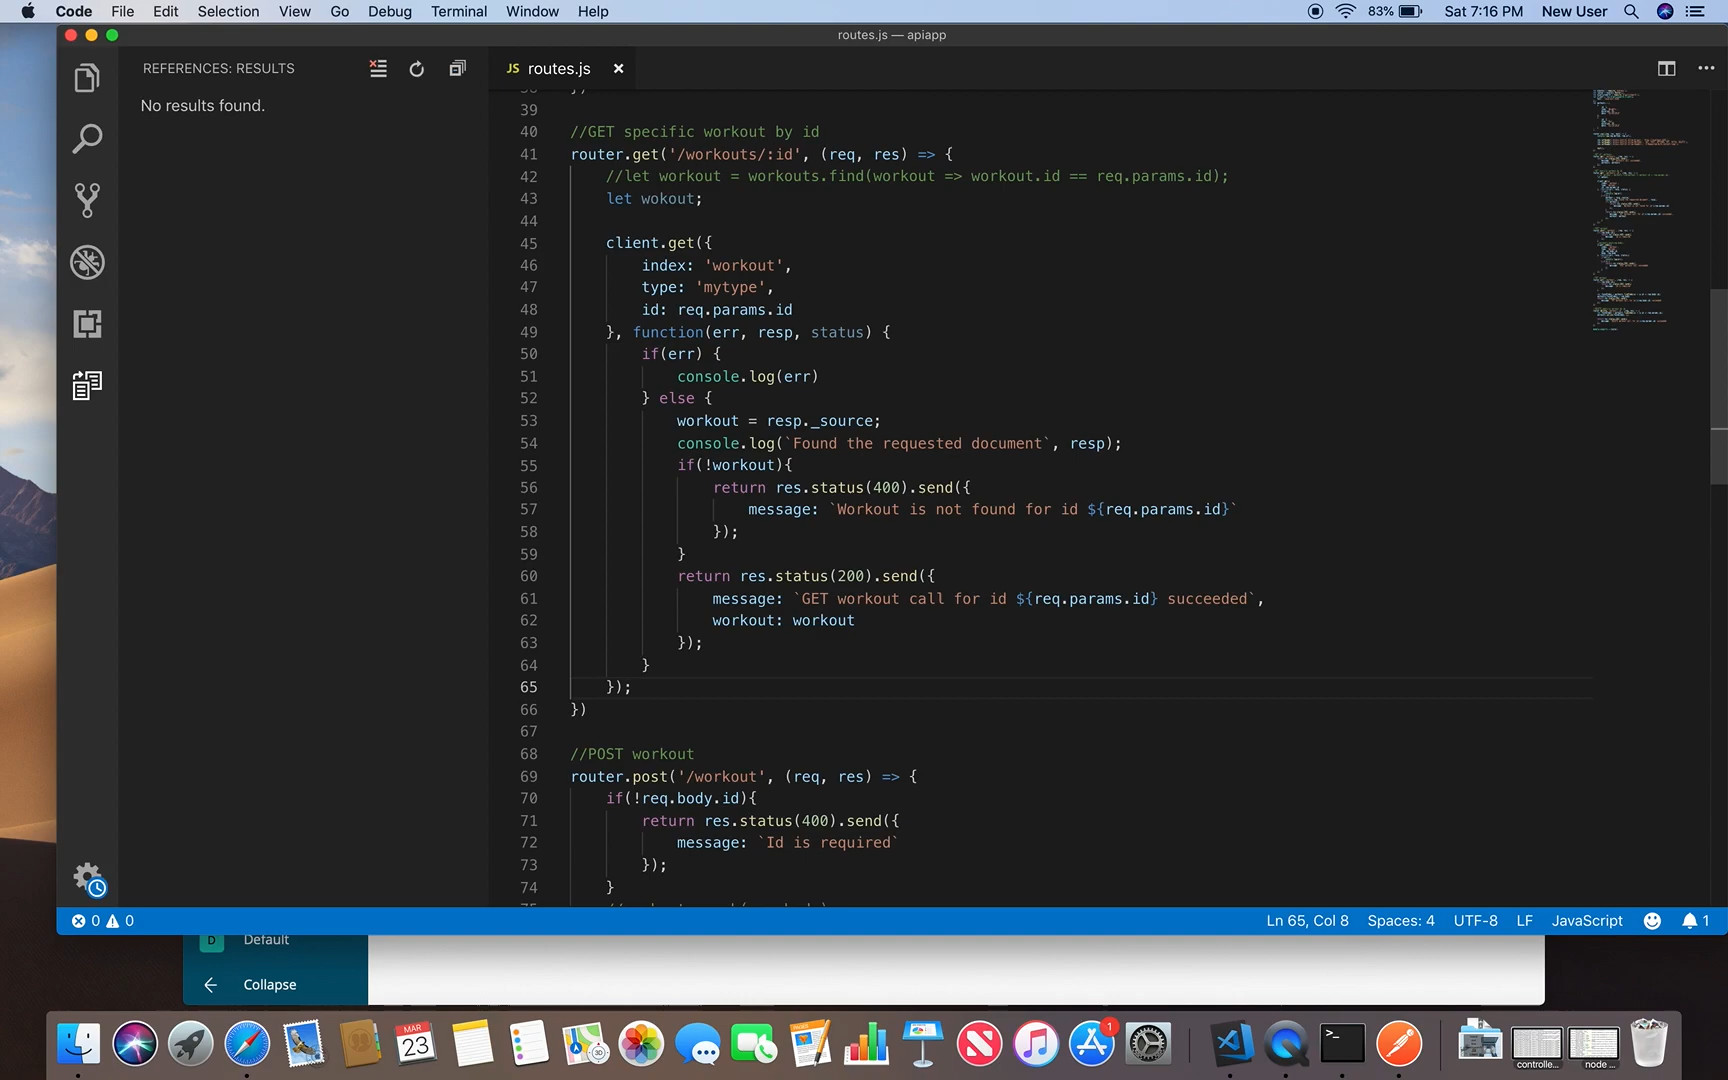 Code File Edit Selection View Go Debug Terminal Window Help 83% Sat 7:16 PM New User
routes.js — apiapp
REFERENCES: RESULTS
No results found.
JS routes.js
39
40 //GET specific workout by id
41 router.get('/workouts/:id', (req, res) => {
42 //let workout = workouts.find(workout => workout.id == req.params.id);
43 let wokout;
44
45 client.get({
46 index: 'workout',
47 type: 'mytype',
48 id: req.params.id
49 }, function(err, resp, status) {
50 if(err) {
51 console.log(err)
52 } else {
53 workout = resp._source;
54 console.log(`Found the requested document`, resp);
55 if(!workout){
56 return res.status(400).send({
57 message: `Workout is not found for id ${req.params.id}`
58 });
59 }
60 return res.status(200).send({
61 message: `GET workout call for id ${req.params.id} succeeded`,
62 workout: workout
63 });
64 }
65 });
66 })
67
68 //POST workout
69 router.post('/workout', (req, res) => {
70 if(!req.body.id){
71 return res.status(400).send({
72 message: `Id is required`
73 });
74 }
0 0 Ln 65, Col 8 Spaces: 4 UTF-8 LF JavaScript 1
D Default
Collapse
MAR
23
3D
PAGES
1
>_
controlle... node ...